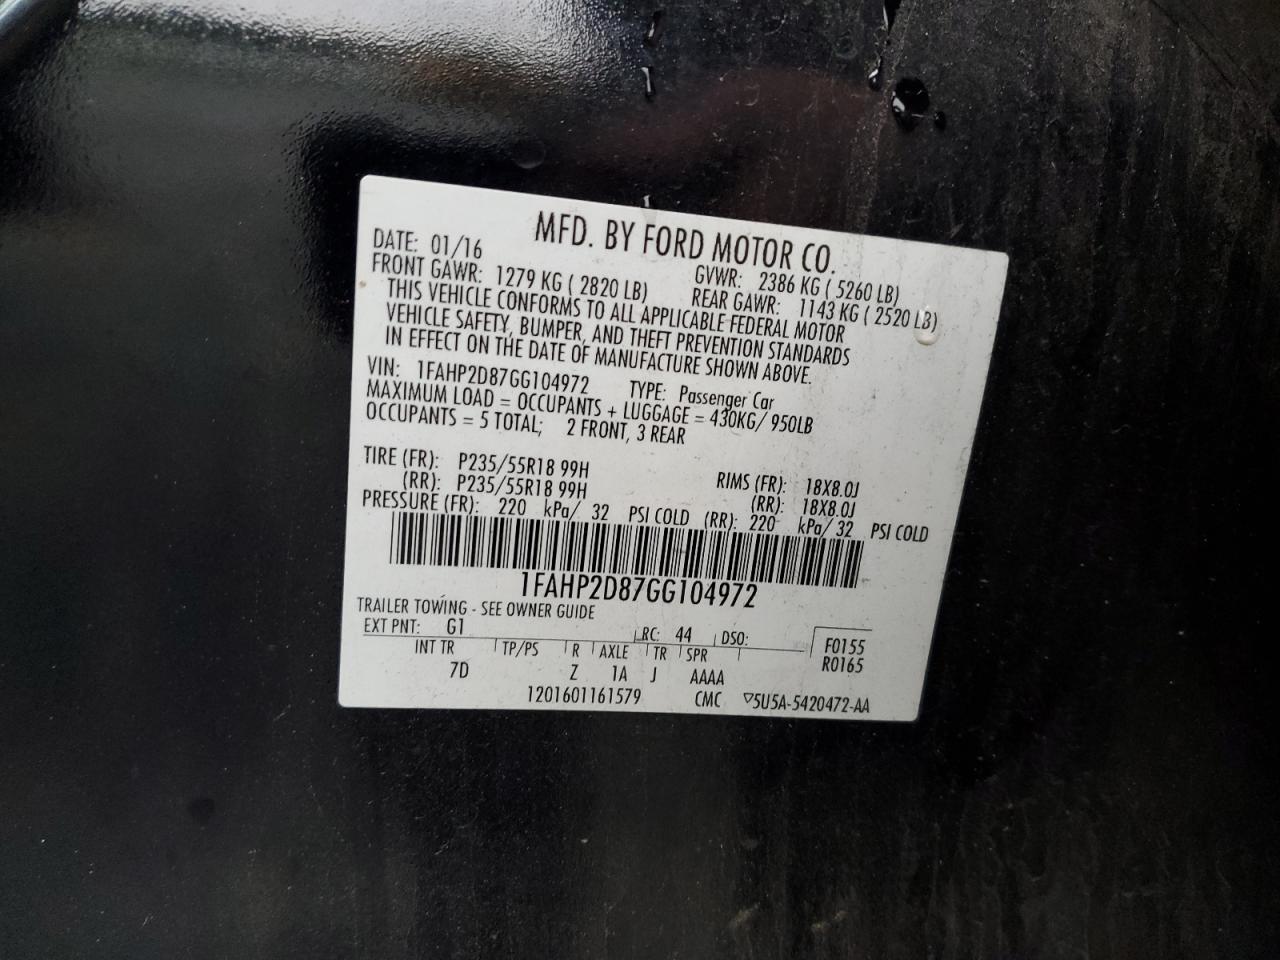 MFD. BY FORD MOTOR CO.
DATE: 01/16 GVWR: 2386 KG ( 5260 LB)
FRONT GAWR: 1279 KG ( 2820 LB) REAR GAWR: 1143 KG ( 2520 LB)
THIS VEHICLE CONFORMS TO ALL APPLICABLE FEDERAL MOTOR
VEHICLE SAFETY, BUMPER, AND THEFT PREVENTION STANDARDS
IN EFFECT ON THE DATE OF MANUFACTURE SHOWN ABOVE.
VIN: 1FAHP2D87GG104972 TYPE: Passenger Car
MAXIMUM LOAD = OCCUPANTS + LUGGAGE = 430KG/ 950LB
OCCUPANTS = 5 TOTAL; 2 FRONT, 3 REAR
TIRE (FR): P235/55R18 99H RIMS (FR): 18X8.0J
(RR): P235/55R18 99H (RR): 18X8.0J
PRESSURE (FR): 220 kPa/ 32 PSI COLD (RR): 220 kPa/ 32 PSI COLD
1FAHP2D87GG104972
TRAILER TOWING - SEE OWNER GUIDE
EXT PNT: G1 RC: 44 DSO: F0155
INT TR TP/PS R AXLE TR SPR R0165
7D Z 1A J AAAA
1201601161579 CMC ▽5U5A-5420472-AA